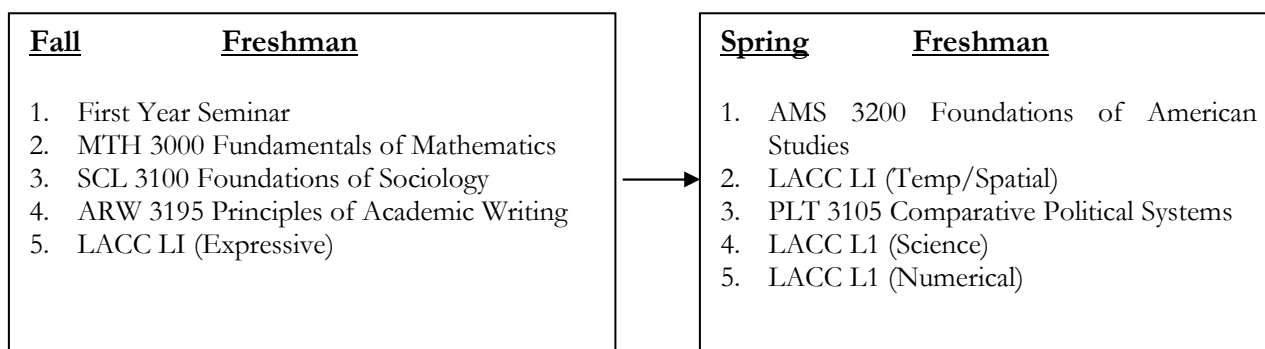 Fall Freshman
1. First Year Seminar
2. MTH 3000 Fundamentals of Mathematics
3. SCL 3100 Foundations of Sociology
4. ARW 3195 Principles of Academic Writing
5. LACC LI (Expressive)
Spring Freshman
1. AMS 3200 Foundations of American
Studies
2. LACC LI (Temp/Spatial)
3. PLT 3105 Comparative Political Systems
4. LACC L1 (Science)
5. LACC L1 (Numerical)